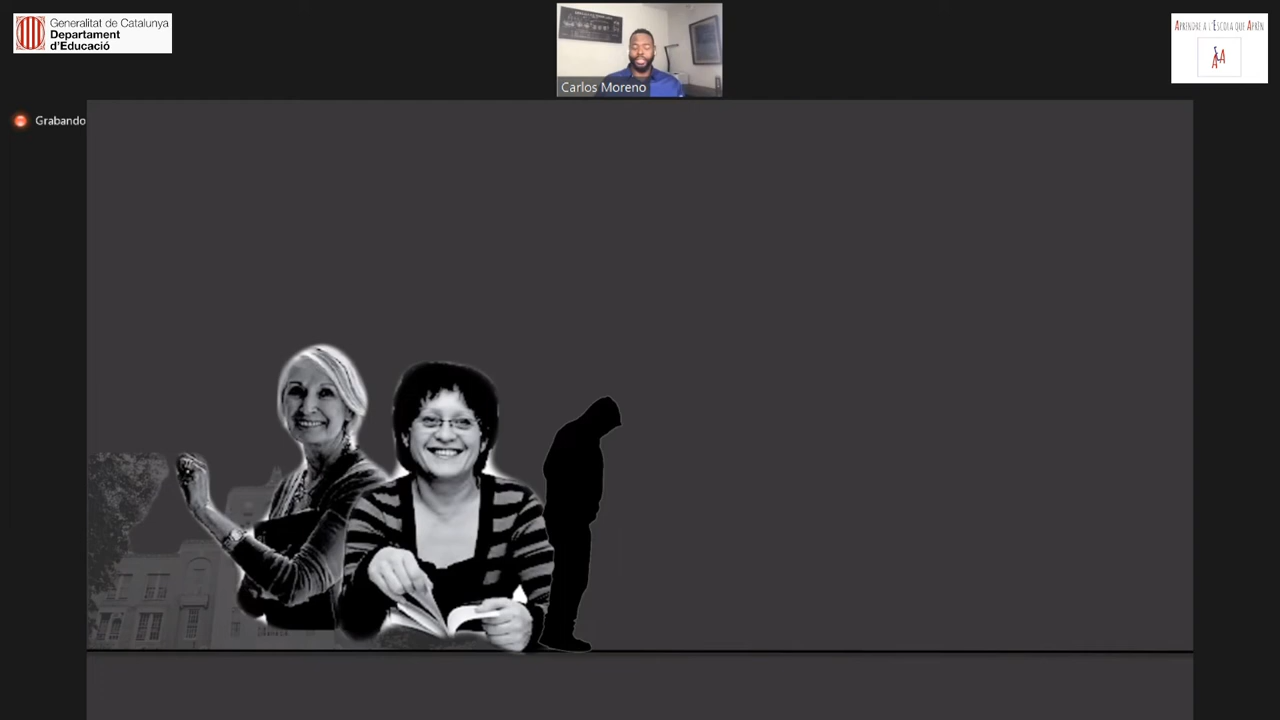 Generalitat de Catalunya
Departament
d'Educació
Carlos Moreno
APRENDRE A L'ESCOLA QUE APRÈN
Grabando